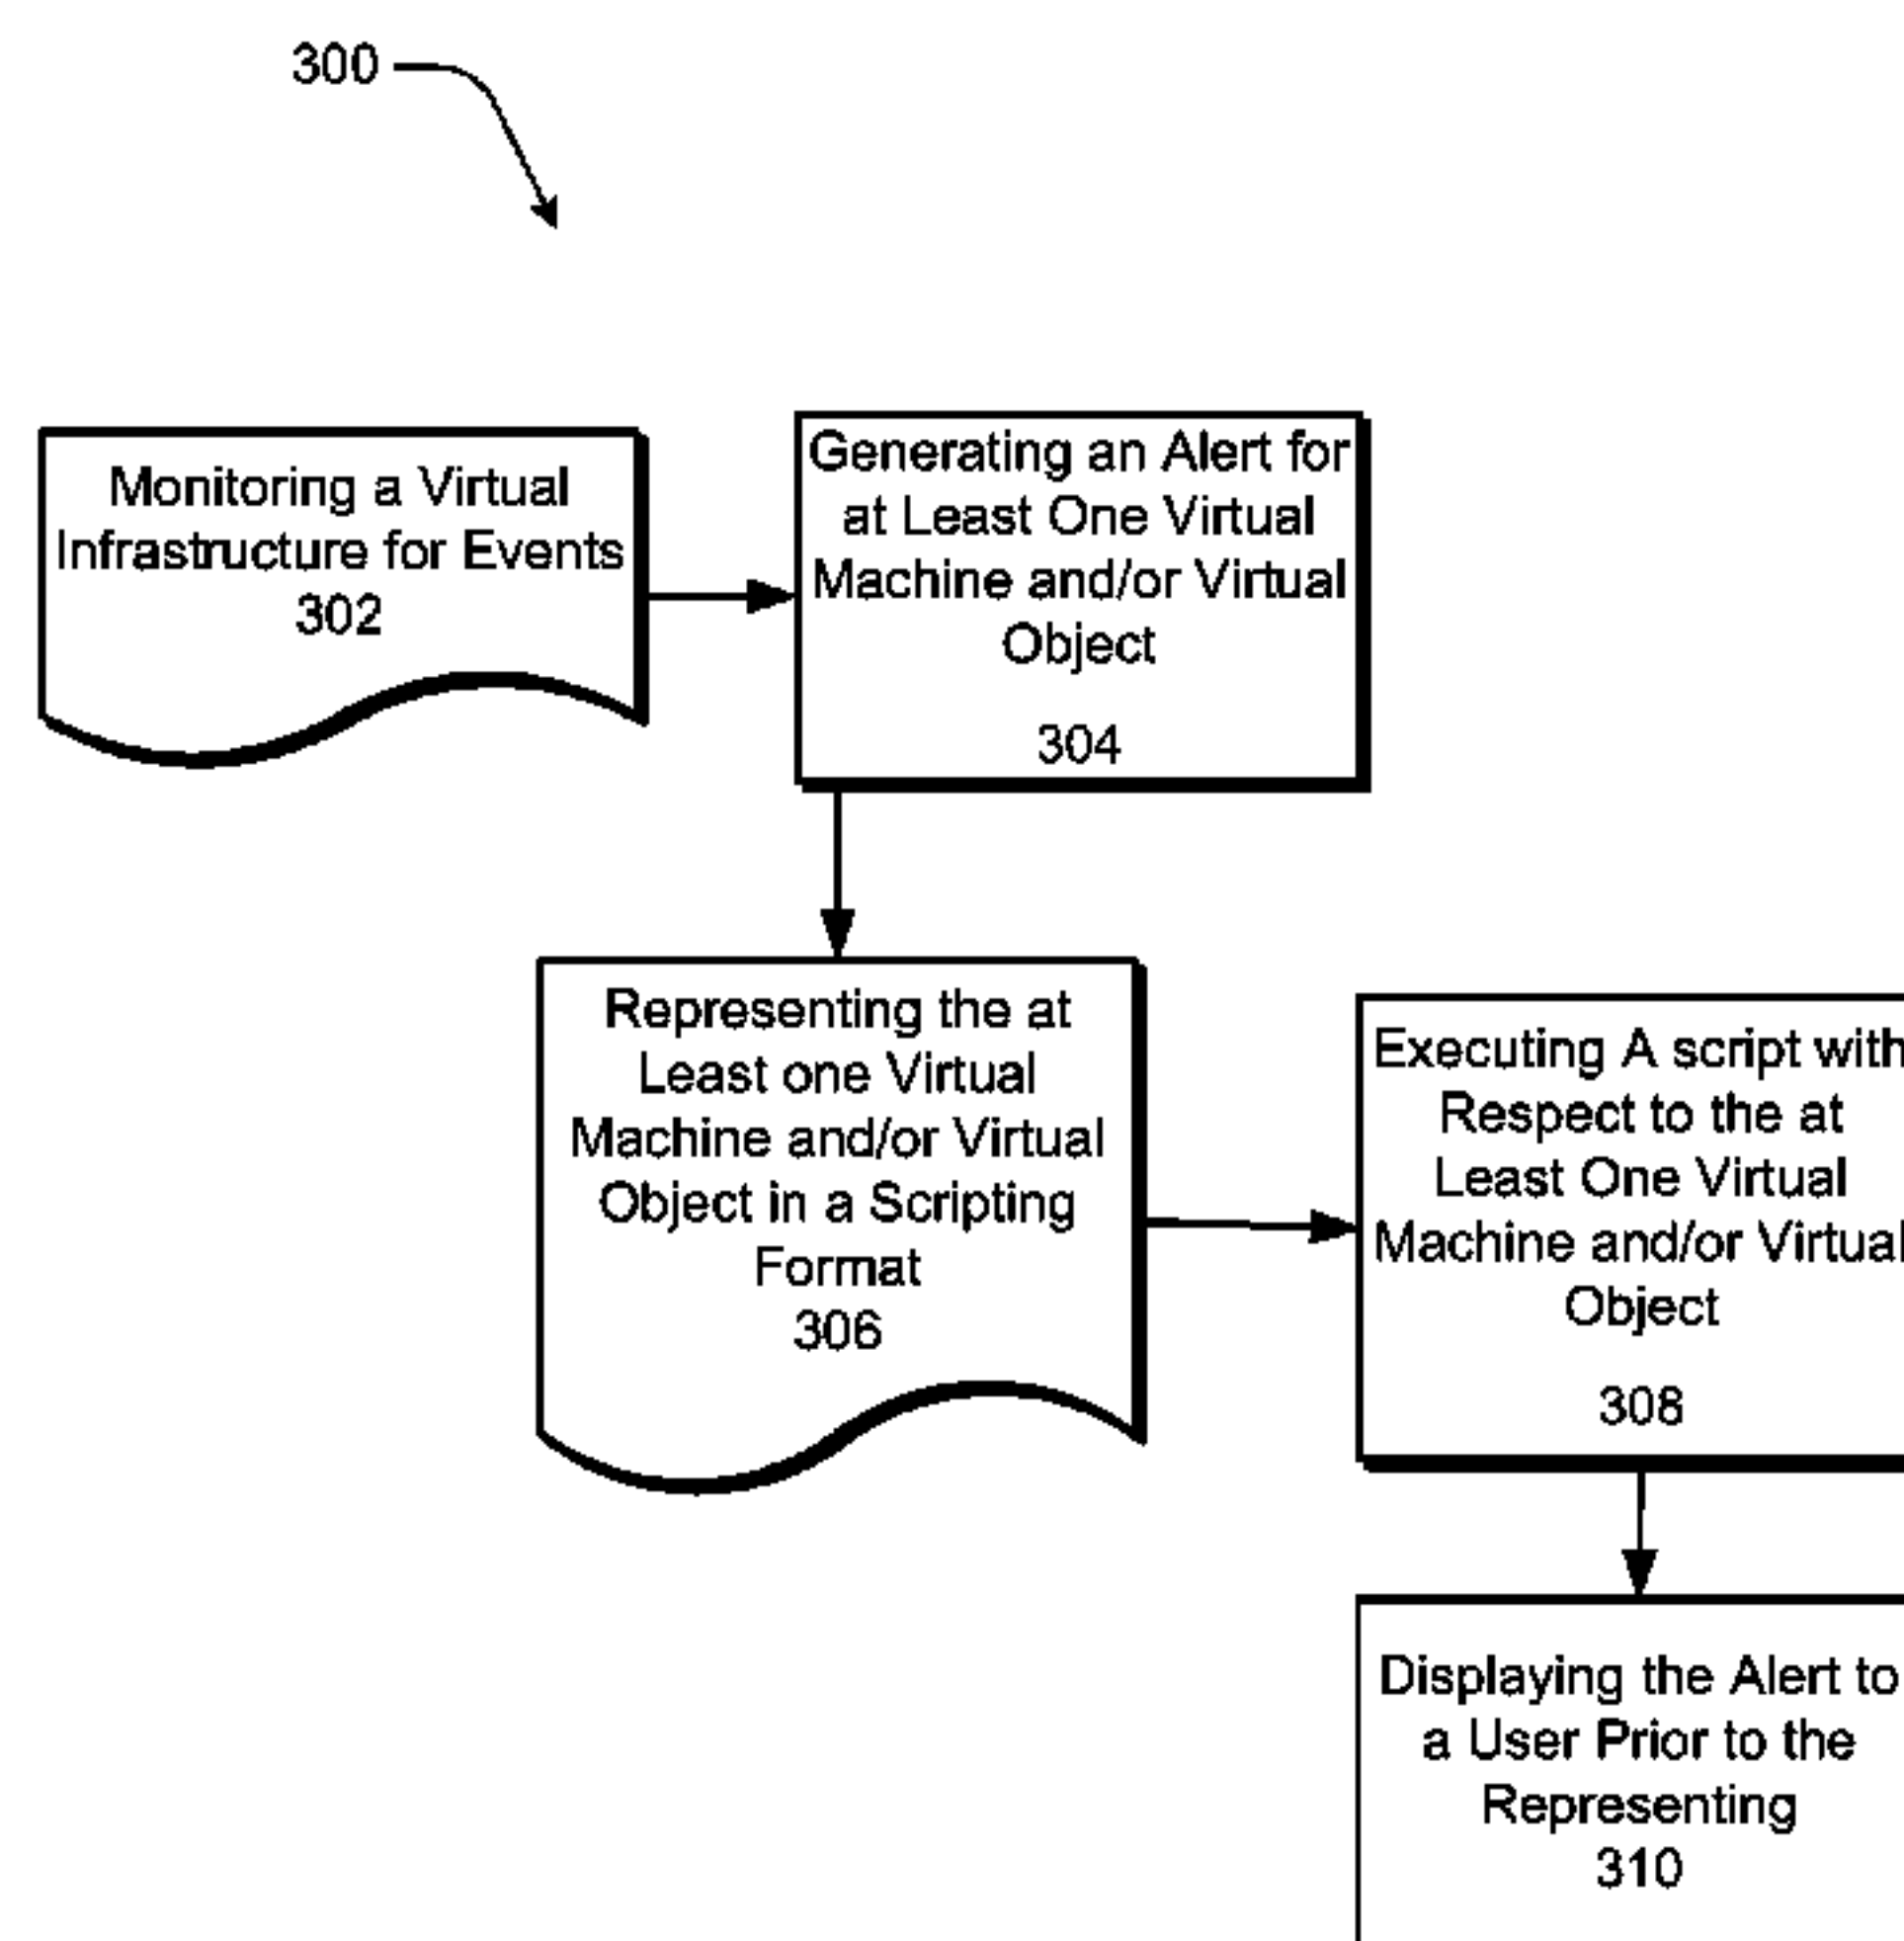 300
Monitoring a Virtual
Infrastructure for Events
302
Generating an Alert for
at Least One Virtual
Machine and/or Virtual
Object
304
Representing the at
Least one Virtual
Machine and/or Virtual
Object in a Scripting
Format
306
Executing A script with
Respect to the at
Least One Virtual
Machine and/or Virtual
Object
308
Displaying the Alert to
a User Prior to the
Representing
310